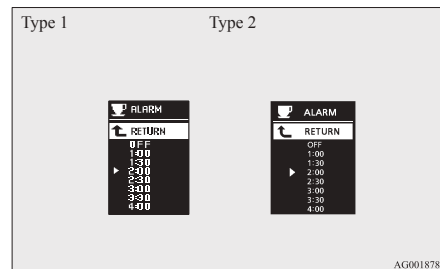 Type 1
Type 2
ALARM
RETURN
OFF
1:00
1:30
2:00
2:30
3:00
3:30
4:00
ALARM
RETURN
OFF
1:00
1:30
2:00
2:30
3:00
3:30
4:00
AG001878